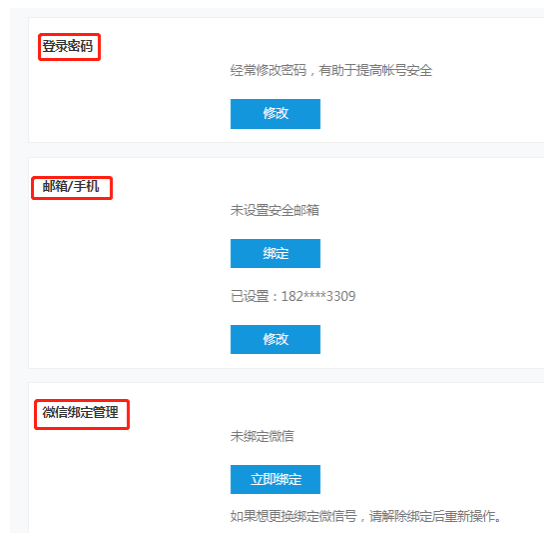 登录密码
经常修改密码，有助于提高帐号安全
修改
邮箱/手机
未设置安全邮箱
绑定
已设置：182****3309
修改
微信绑定管理
未绑定微信
立即绑定
如果想更换绑定微信号，请解除绑定后重新操作。